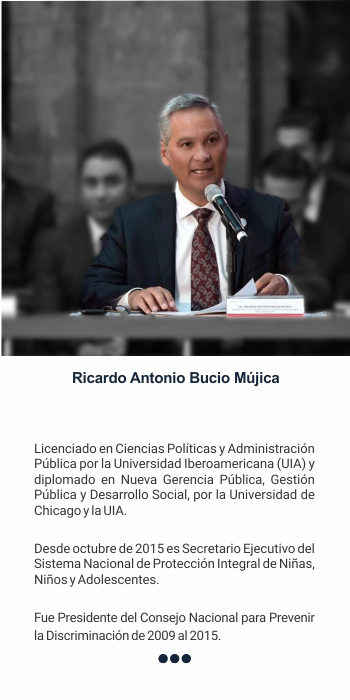 Ricardo Antonio Bucio Mújica
Licenciado en Ciencias Políticas y Administración
Pública por la Universidad Iberoamericana (UIA) y
diplomado en Nueva Gerencia Pública, Gestión
Pública y Desarrollo Social, por la Universidad de
Chicago y la UIA.
Desde octubre de 2015 es Secretario Ejecutivo del
Sistema Nacional de Protección Integral de Niñas,
Niños y Adolescentes.
Fue Presidente del Consejo Nacional para Prevenir
la Discriminación de 2009 al 2015.